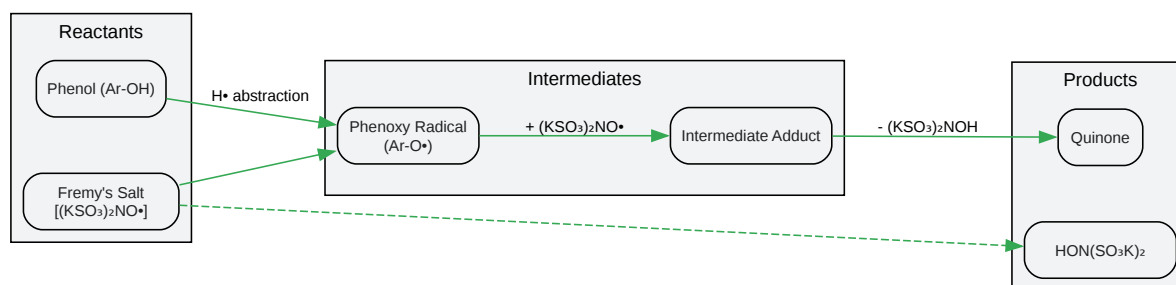 Reactants
Phenol (Ar-OH)
Fremy's Salt
[(KSO₃)₂NO•]
H• abstraction
Intermediates
Phenoxy Radical
(Ar-O•)
+ (KSO₃)₂NO•
Intermediate Adduct
- (KSO₃)₂NOH
Products
Quinone
HON(SO₃K)₂